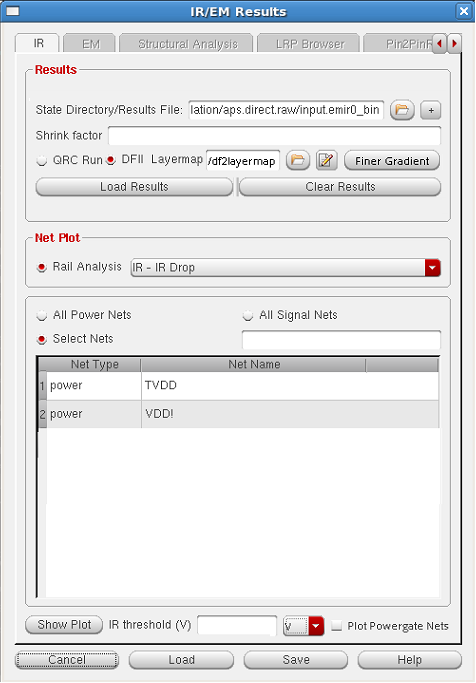 IR/EM Results
IR EM Structural Analysis LRP Browser Pin2PinR
Results
State Directory/Results File: lation/aps.direct.raw/input.emir0_bin +
Shrink factor
QRC Run DFII Layermap /df2layermap Finer Gradient
Load Results Clear Results
Net Plot
Rail Analysis IR - IR Drop
All Power Nets All Signal Nets
Select Nets
Net Type Net Name
1 power TVDD
2 power VDD!
Show Plot IR threshold (V) V Plot Powergate Nets
Cancel Load Save Help